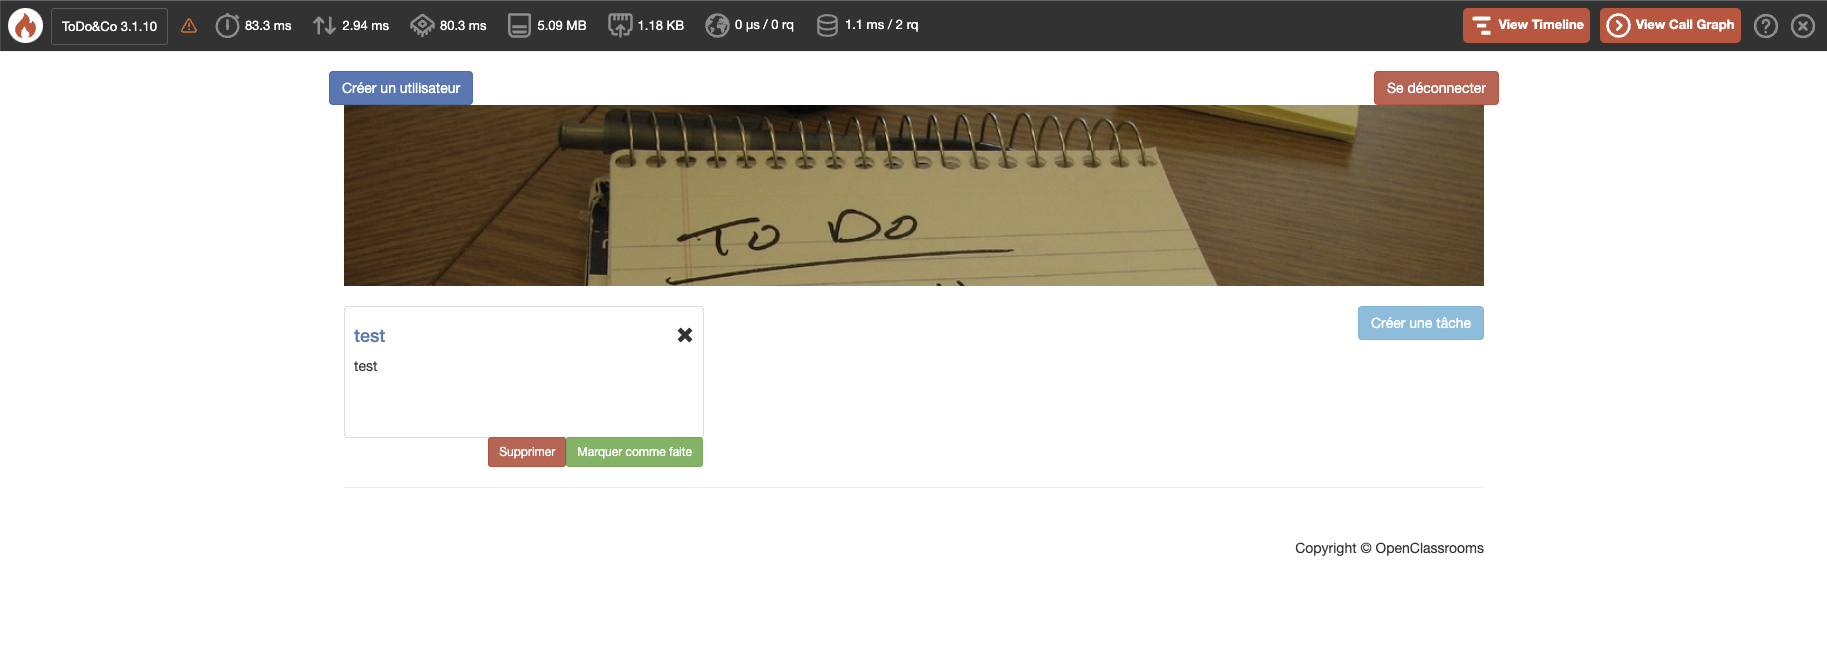 ToDo&Co 3.1.10 83.3 ms 2.94 ms 80.3 ms 5.09 MB 1.18 KB 0 µs / 0 rq 1.1 ms / 2 rq View Timeline View Call Graph
Créer un utilisateur Se déconnecter
To Do
test Créer une tâche
test
Supprimer Marquer comme faite
Copyright © OpenClassrooms